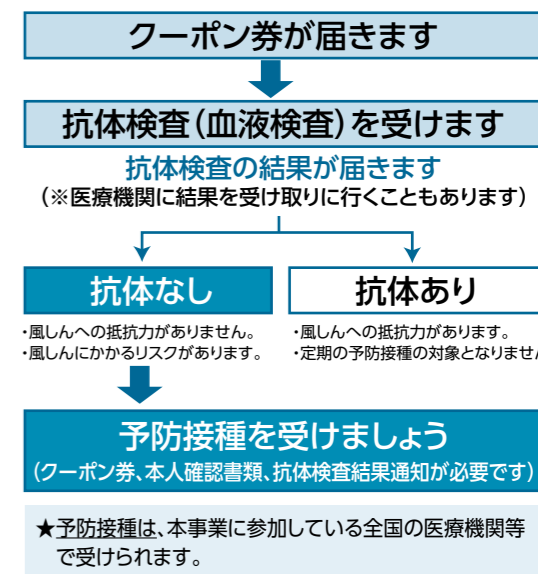 クーポン券が届きます
抗体検査(血液検査)を受けます
抗体検査の結果が届きます
(※医療機関に結果を受け取りに行くこともあります)
抗体なし
・風しんへの抵抗力がありません。
・風しんにかかるリスクがあります。
抗体あり
・風しんへの抵抗力があります。
・定期の予防接種の対象となりませ
予防接種を受けましょう
(クーポン券、本人確認書類、抗体検査結果通知が必要です)
★予防接種は、本事業に参加している全国の医療機関等
で受けられます。